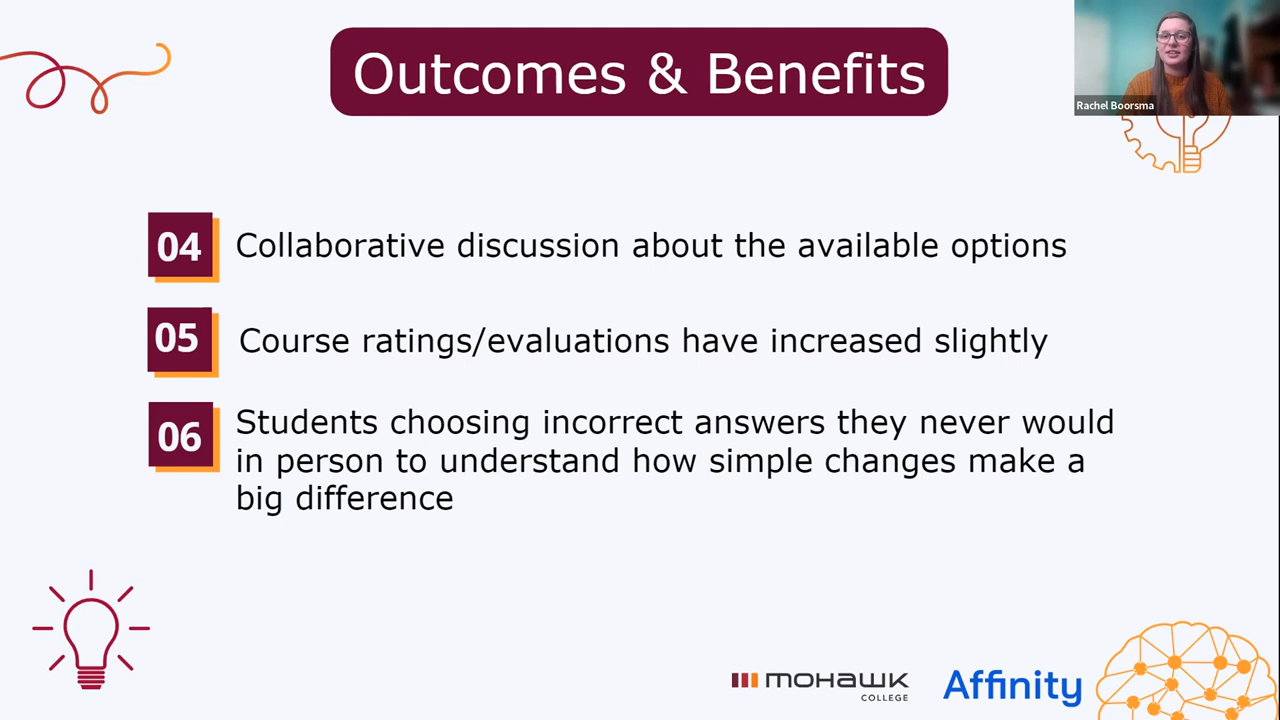 Outcomes & Benefits
Rachel Boorsma
04 Collaborative discussion about the available options
05 Course ratings/evaluations have increased slightly
06 Students choosing incorrect answers they never would
in person to understand how simple changes make a
big difference
mohawk
COLLEGE
Affinity